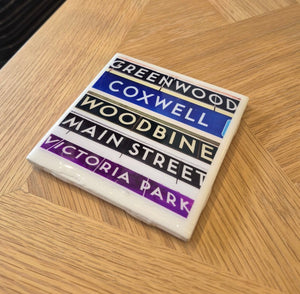 GREENWOOD
COXWELL
WOODBINE
MAIN STREET
VICTORIA PARK